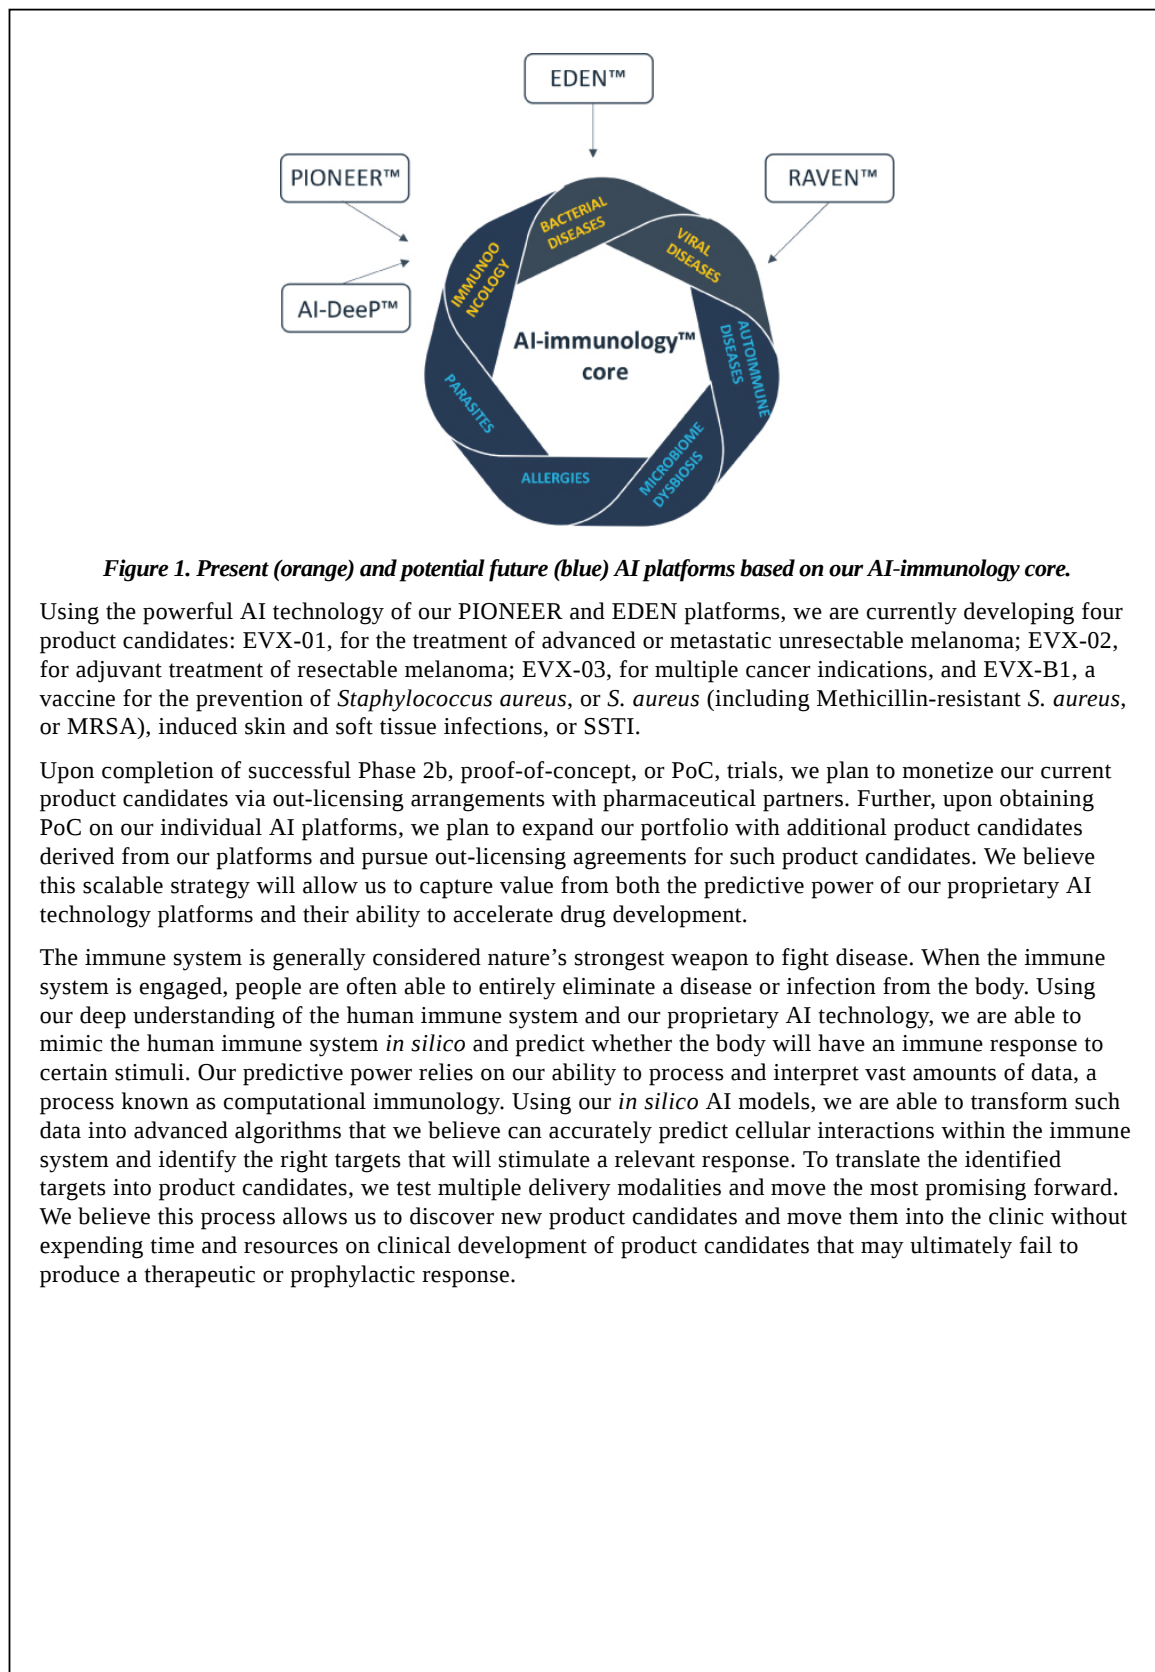 EDEN™
PIONEER™
RAVEN™
AI-DeeP™
BACTERIAL
DISEASES
VIRAL
DISEASES
IMMUNOO
NCOLOGY
AI-immunology™
core
AUTOIMMUNE
DISEASES
PARASITES
MICROBIOME
DYSBIOSIS
ALLERGIES
Figure 1. Present (orange) and potential future (blue) AI platforms based on our AI-immunology core.
Using the powerful AI technology of our PIONEER and EDEN platforms, we are currently developing four
product candidates: EVX-01, for the treatment of advanced or metastatic unresectable melanoma; EVX-02,
for adjuvant treatment of resectable melanoma; EVX-03, for multiple cancer indications, and EVX-B1, a
vaccine for the prevention of Staphylococcus aureus, or S. aureus (including Methicillin-resistant S. aureus,
or MRSA), induced skin and soft tissue infections, or SSTI.
Upon completion of successful Phase 2b, proof-of-concept, or PoC, trials, we plan to monetize our current
product candidates via out-licensing arrangements with pharmaceutical partners. Further, upon obtaining
PoC on our individual AI platforms, we plan to expand our portfolio with additional product candidates
derived from our platforms and pursue out-licensing agreements for such product candidates. We believe
this scalable strategy will allow us to capture value from both the predictive power of our proprietary AI
technology platforms and their ability to accelerate drug development.
The immune system is generally considered nature’s strongest weapon to fight disease. When the immune
system is engaged, people are often able to entirely eliminate a disease or infection from the body. Using
our deep understanding of the human immune system and our proprietary AI technology, we are able to
mimic the human immune system in silico and predict whether the body will have an immune response to
certain stimuli. Our predictive power relies on our ability to process and interpret vast amounts of data, a
process known as computational immunology. Using our in silico AI models, we are able to transform such
data into advanced algorithms that we believe can accurately predict cellular interactions within the immune
system and identify the right targets that will stimulate a relevant response. To translate the identified
targets into product candidates, we test multiple delivery modalities and move the most promising forward.
We believe this process allows us to discover new product candidates and move them into the clinic without
expending time and resources on clinical development of product candidates that may ultimately fail to
produce a therapeutic or prophylactic response.